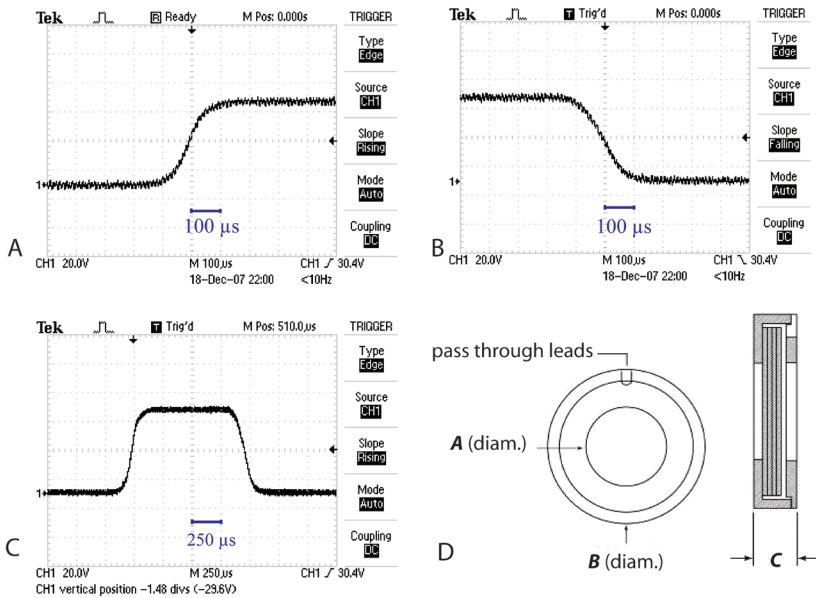 Tek R Ready M Pos: 0.000s TRIGGER
Type
Edge
Source
CH1
Slope
Rising
Mode
Auto
Coupling
DC
1
100 µs
A
CH1 20.0V M 100µs CH1 30.4V
18-Dec-07 22:00 <10Hz
Tek T Trig'd M Pos: 0.000s TRIGGER
Type
Edge
Source
CH1
Slope
Falling
Mode
Auto
Coupling
DC
1
100 µs
B
CH1 20.0V M 100µs CH1 30.4V
18-Dec-07 22:00 <10Hz
Tek T Trig'd M Pos: 510.0µs TRIGGER
Type
Edge
Source
CH1
Slope
Rising
Mode
Auto
Coupling
DC
1
250 µs
C
CH1 20.0V M 250µs CH1 30.4V
CH1 vertical position -1.48 divs (-29.6V)
pass through leads
A (diam.)
B (diam.)
C
D